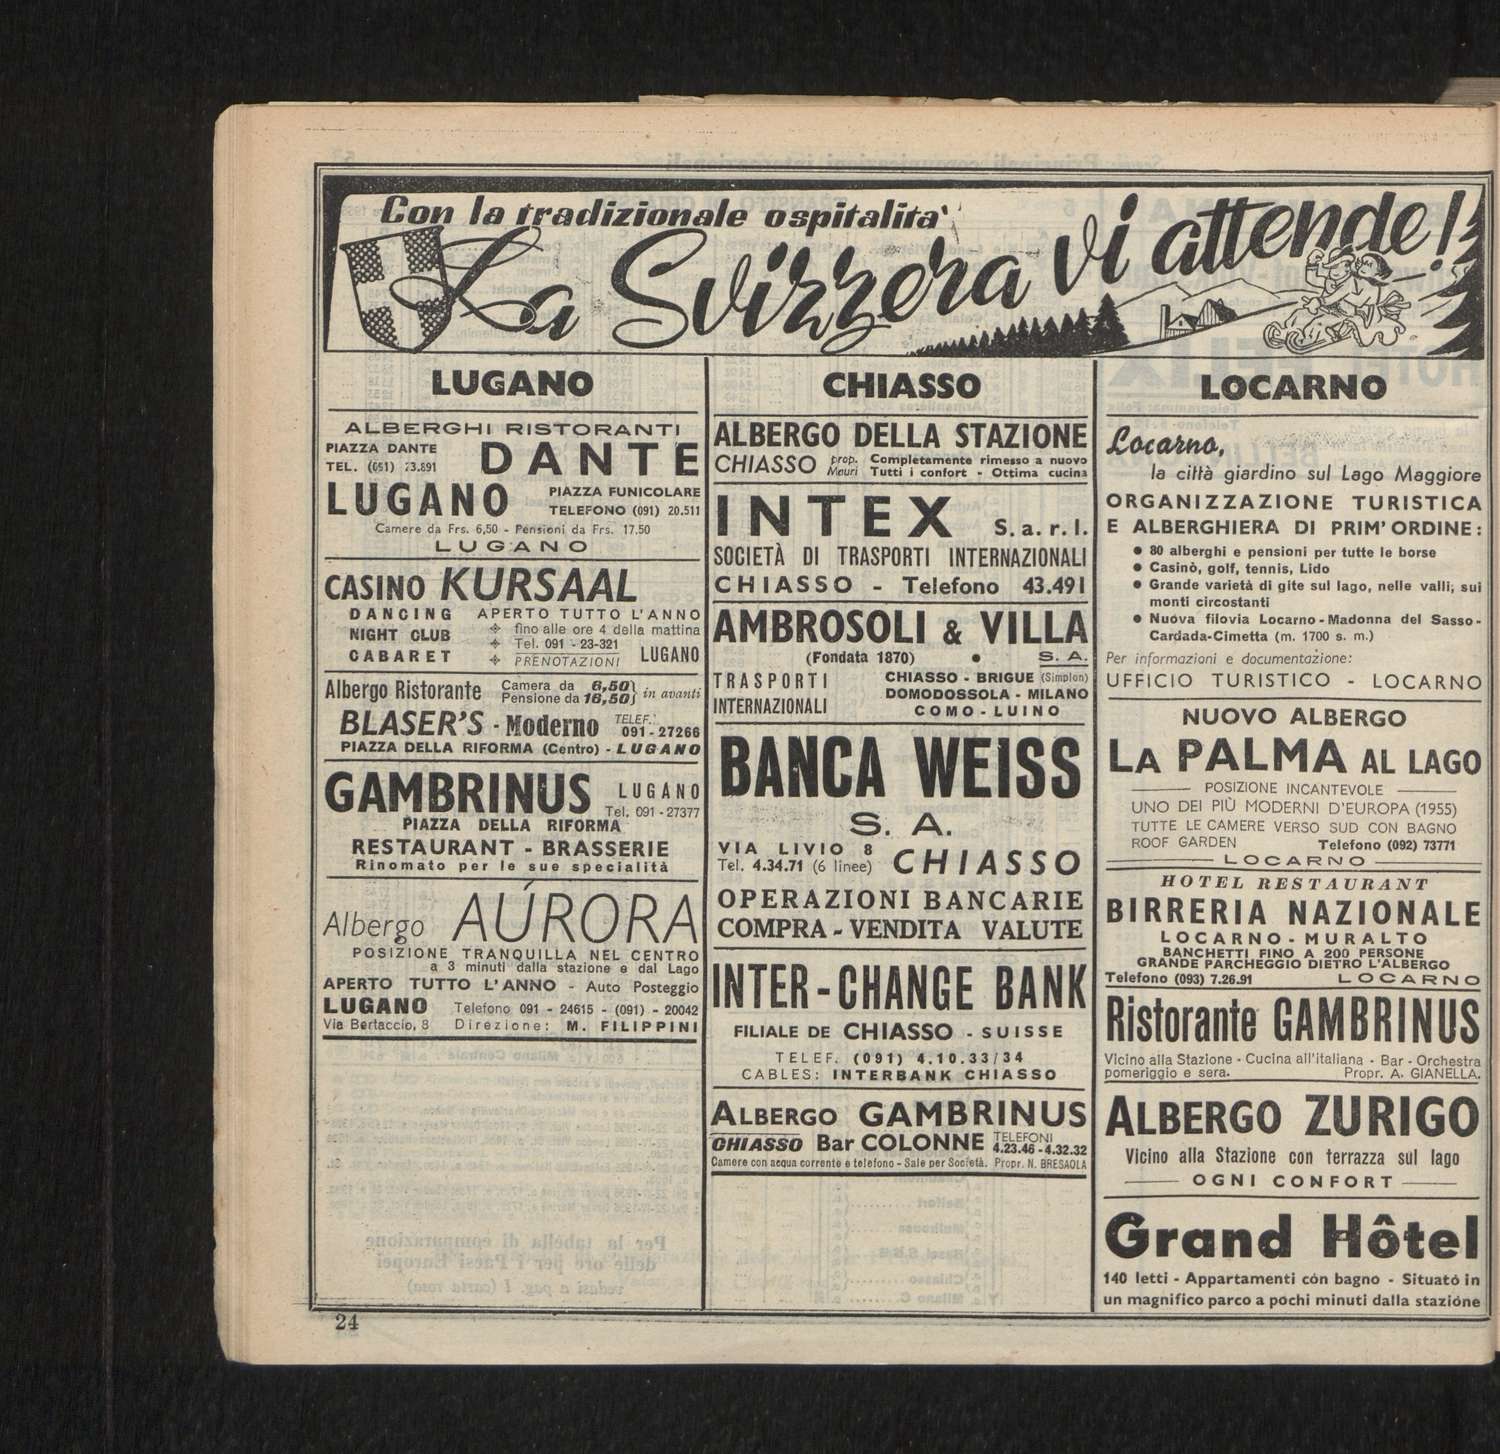 Con la tradizionale ospitalità
La Svizzera vi attende!
LUGANO
ALBERGHI RISTORANTI
PIAZZA DANTE
TEL. (051) 23.891
DANTE
LUGANO
PIAZZA FUNICOLARE
TELEFONO (091) 20.511
Camere da Frs. 6,50 - Pensioni da Frs. 17.50
LUGANO
CASINO KURSAAL
DANCING
NIGHT CLUB
CABARET
APERTO TUTTO L'ANNO
fino alle ore 4 della mattina
Tel. 091 - 23-321
PRENOTAZIONI
LUGANO
Albergo Ristorante
Camera da 6,50
Pensione da 16,50
in avanti
BLASER'S - Moderno
TELEF.
091 - 27266
PIAZZA DELLA RIFORMA (Centro) - LUGANO
GAMBRINUS
LUGANO
Tel. 091 - 27377
PIAZZA DELLA RIFORMA
RESTAURANT - BRASSERIE
Rinomato per le sue specialità
Albergo AURORA
POSIZIONE TRANQUILLA NEL CENTRO
a 3 minuti dalla stazione e dal Lago
APERTO TUTTO L'ANNO - Auto Posteggio
LUGANO
Telefono 091 - 24615 - (091) - 20042
Via Bertaccio, 8
Direzione: M. FILIPPINI
CHIASSO
ALBERGO DELLA STAZIONE
CHIASSO
prop.
Mauri
Completamente rimesso a nuovo
Tutti i confort - Ottima cucina
INTEX S.a.r.l.
SOCIETÀ DI TRASPORTI INTERNAZIONALI
CHIASSO - Telefono 43.491
AMBROSOLI & VILLA
(Fondata 1870) • S. A.
TRASPORTI
INTERNAZIONALI
CHIASSO - BRIGUE (Simplon)
DOMODOSSOLA - MILANO
COMO - LUINO
BANCA WEISS
S. A.
VIA LIVIO 8
Tel. 4.34.71 (6 linee)
CHIASSO
OPERAZIONI BANCARIE
COMPRA - VENDITA VALUTE
INTER-CHANGE BANK
FILIALE DE CHIASSO - SUISSE
TELEF. (091) 4.10.33/34
CABLES: INTERBANK CHIASSO
ALBERGO GAMBRINUS
CHIASSO Bar COLONNE
TELEFONI
4.23.46 - 4.32.32
Camere con acqua corrente e telefono - Sale per Società. Propr. N. BRESAOLA
LOCARNO
Locarno,
la città giardino sul Lago Maggiore
ORGANIZZAZIONE TURISTICA
E ALBERGHIERA DI PRIM'ORDINE:
• 80 alberghi e pensioni per tutte le borse
• Casinò, golf, tennis, Lido
• Grande varietà di gite sul lago, nelle valli, sui
monti circostanti
• Nuova filovia Locarno - Madonna del Sasso -
Cardada-Cimetta (m. 1700 s. m.)
Per informazioni e documentazione:
UFFICIO TURISTICO - LOCARNO
NUOVO ALBERGO
LA PALMA AL LAGO
POSIZIONE INCANTEVOLE
UNO DEI PIÙ MODERNI D'EUROPA (1955)
TUTTE LE CAMERE VERSO SUD CON BAGNO
ROOF GARDEN Telefono (092) 73771
LOCARNO
HOTEL RESTAURANT
BIRRERIA NAZIONALE
LOCARNO - MURALTO
BANCHETTI FINO A 200 PERSONE
GRANDE PARCHEGGIO DIETRO L'ALBERGO
Telefono (093) 7.26.91 LOCARNO
Ristorante GAMBRINUS
Vicino alla Stazione - Cucina all'italiana - Bar - Orchestra
pomeriggio e sera. Propr. A. GIANELLA.
ALBERGO ZURIGO
Vicino alla Stazione con terrazza sul lago
OGNI CONFORT
Grand Hôtel
140 letti - Appartamenti con bagno - Situato in
un magnifico parco a pochi minuti dalla stazione
24